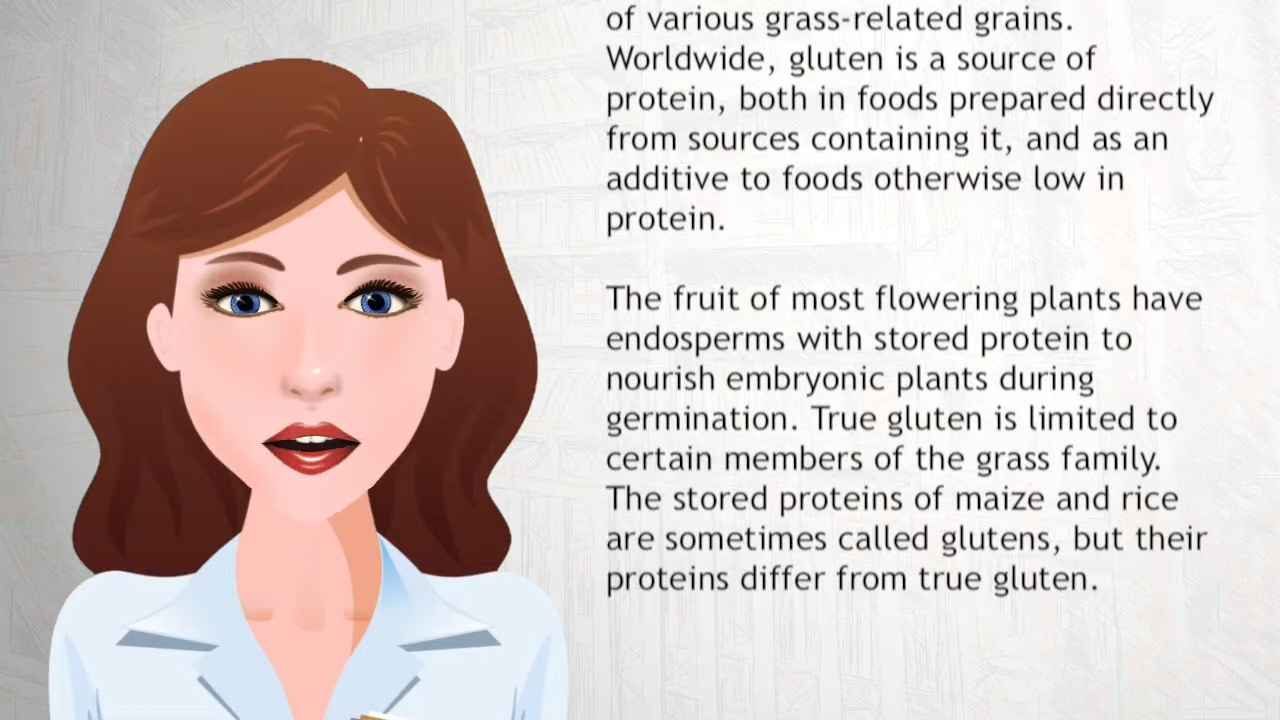 of various grass-related grains.
Worldwide, gluten is a source of
protein, both in foods prepared directly
from sources containing it, and as an
additive to foods otherwise low in
protein.
The fruit of most flowering plants have
endosperms with stored protein to
nourish embryonic plants during
germination. True gluten is limited to
certain members of the grass family.
The stored proteins of maize and rice
are sometimes called glutens, but their
proteins differ from true gluten.